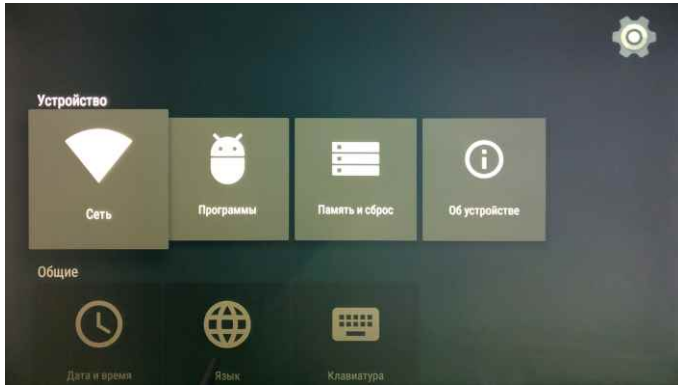 Устройство
Сеть
Программы
Память и сброс
Об устройстве
Общие
Дата и время
Язык
Клавиатура